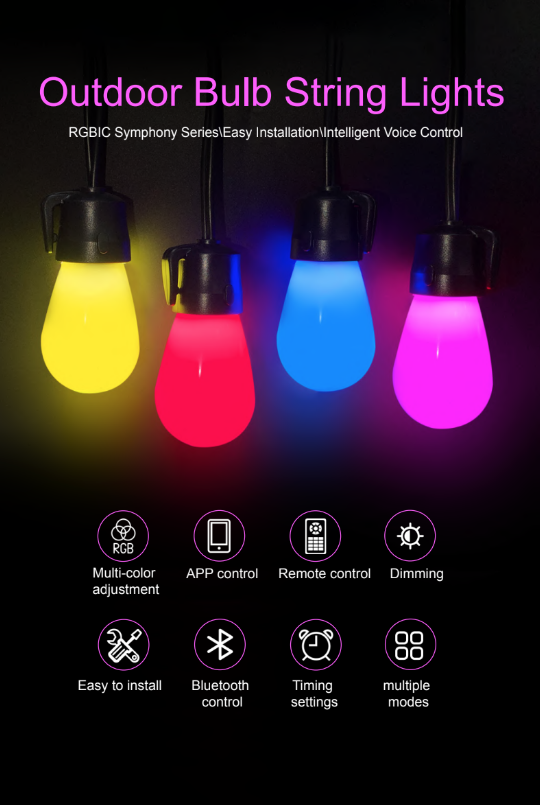 Outdoor Bulb String Lights
RGBIC Symphony Series\Easy Installation\Intelligent Voice Control
RGB
Multi-color
adjustment
APP control
Remote control
Dimming
Easy to install
Bluetooth
control
Timing
settings
multiple
modes